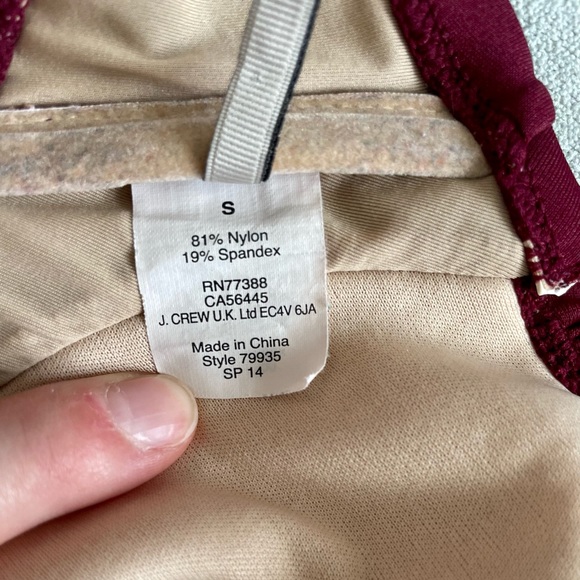 S
81% Nylon
19% Spandex
RN77388
CA56445
J. CREW U.K. Ltd EC4V 6JA
Made in China
Style 79935
SP 14